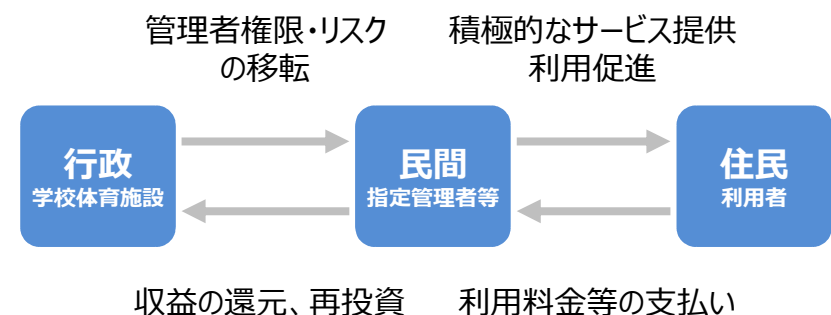 管理者権限・リスク
の移転
積極的なサービス提供
利用促進
行政
学校体育施設
民間
指定管理者等
住民
利用者
収益の還元、再投資
利用料金等の支払い